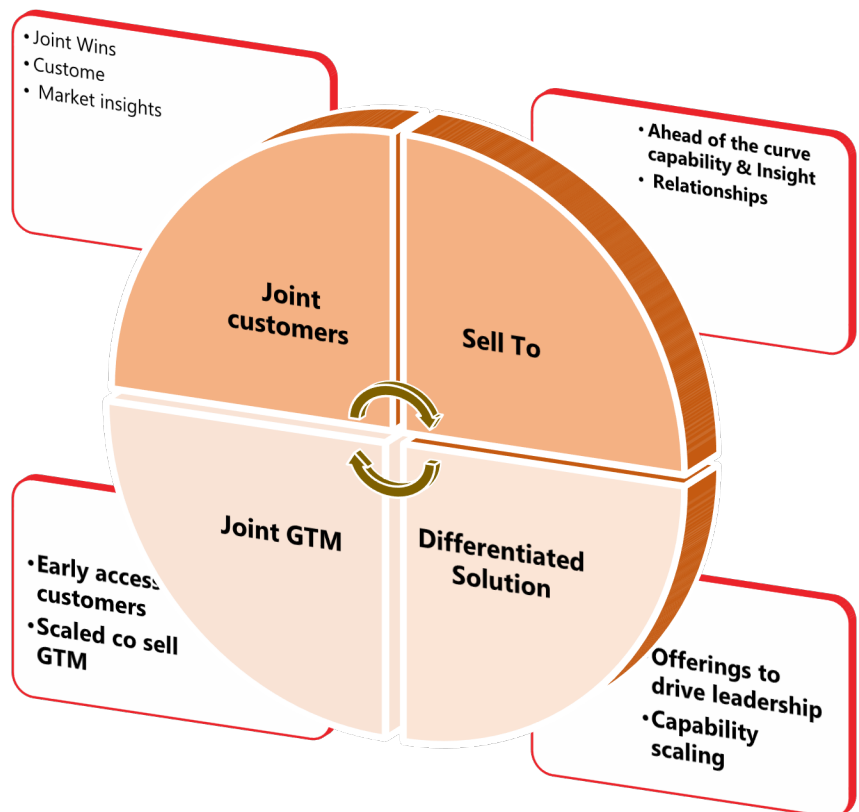 • Joint Wins
• Custome
• Market insights
• Ahead of the curve
capability & Insight
• Relationships
Joint
customers
Sell To
Joint GTM
Differentiated
Solution
• Early access
customers
• Scaled co sell
GTM
Offerings to
drive leadership
• Capability
scaling